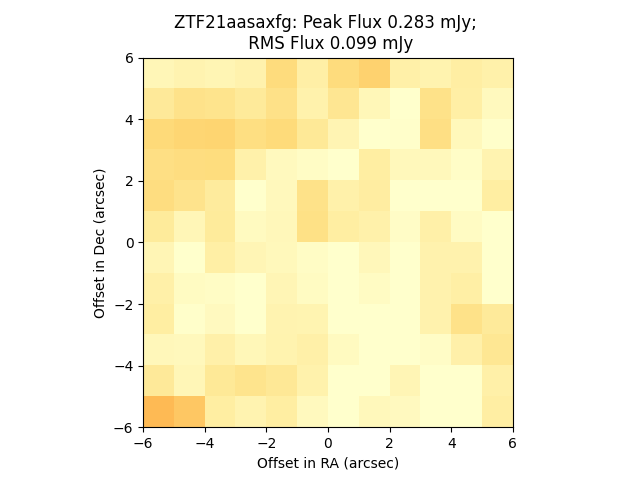 ZTF21aasaxfg: Peak Flux 0.283 mJy;
RMS Flux 0.099 mJy
6
4
2
0
−2
−4
−6
Offset in Dec (arcsec)
−6 −4 −2 0 2 4 6
Offset in RA (arcsec)